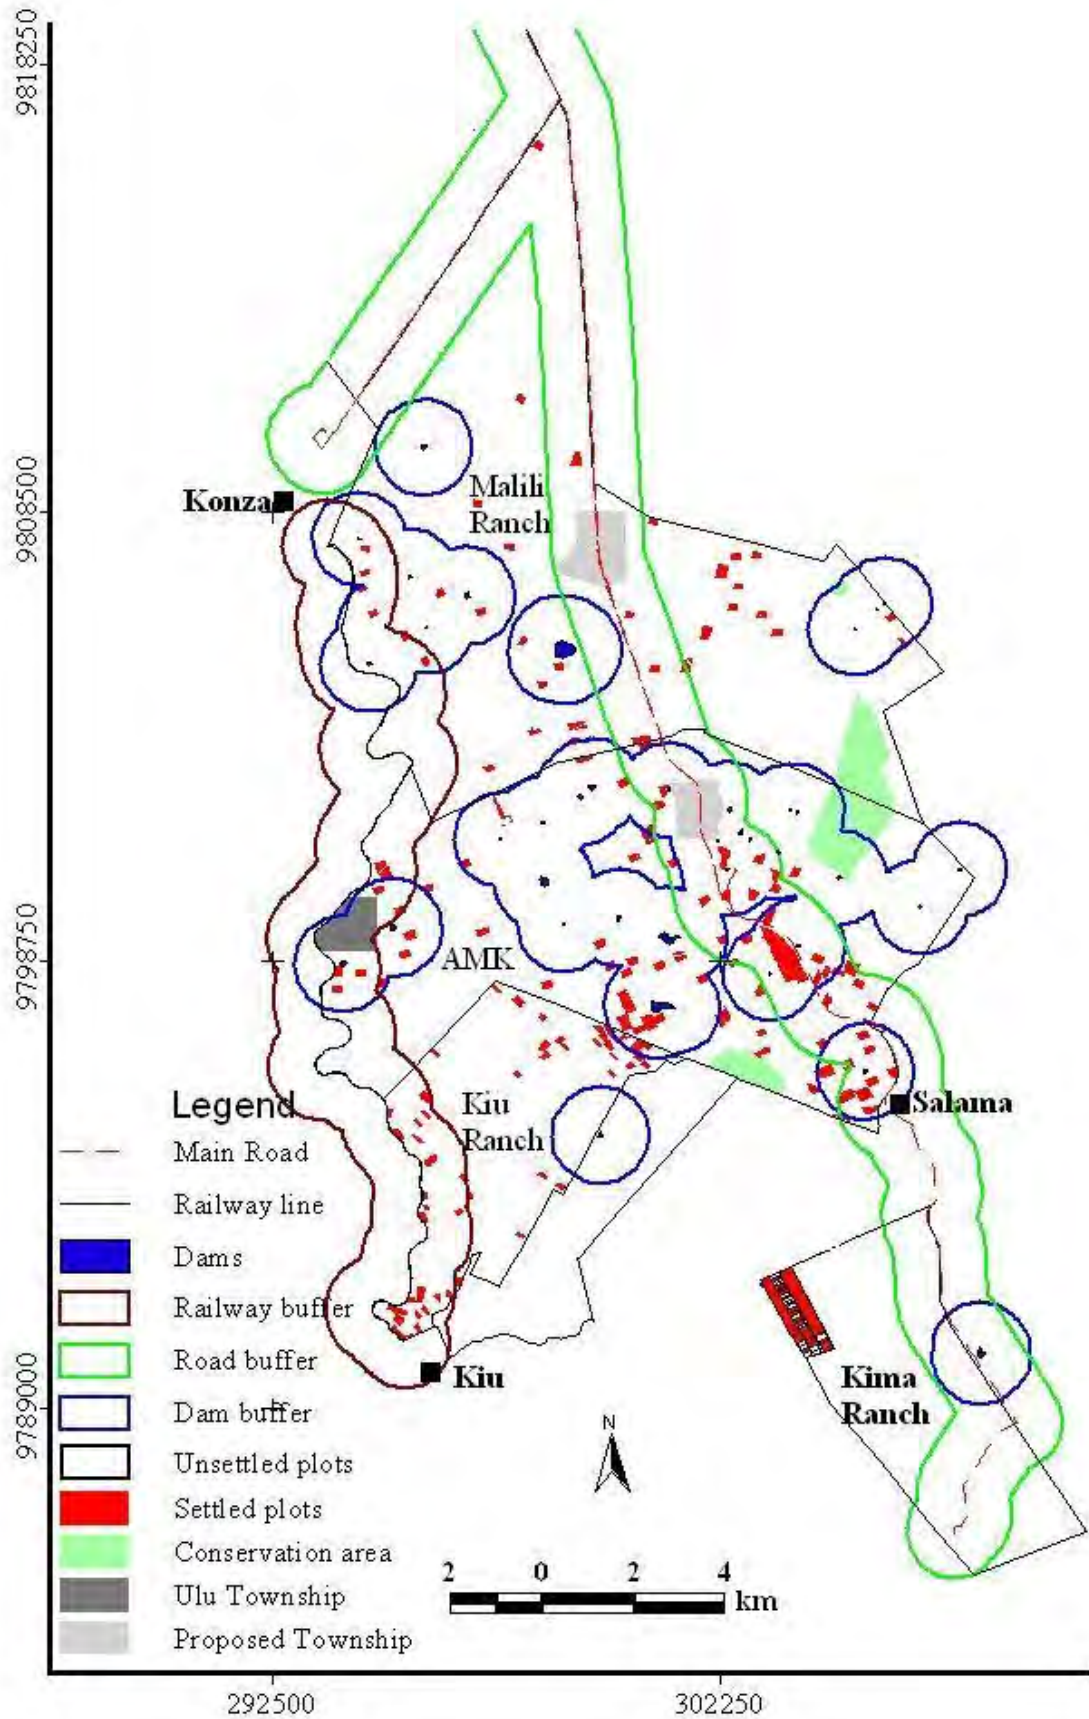 9818250
9808500
9798750
9789000
Konza
Malili
Ranch
AMK
Kiu
Ranch
Salama
Kiu
Kima
Ranch
Legend
Main Road
Railway line
Dams
Railway buffer
Road buffer
Dam buffer
Unsettled plots
Settled plots
Conservation area
Ulu Township
Proposed Township
N
2 0 2 4
km
292500 302250